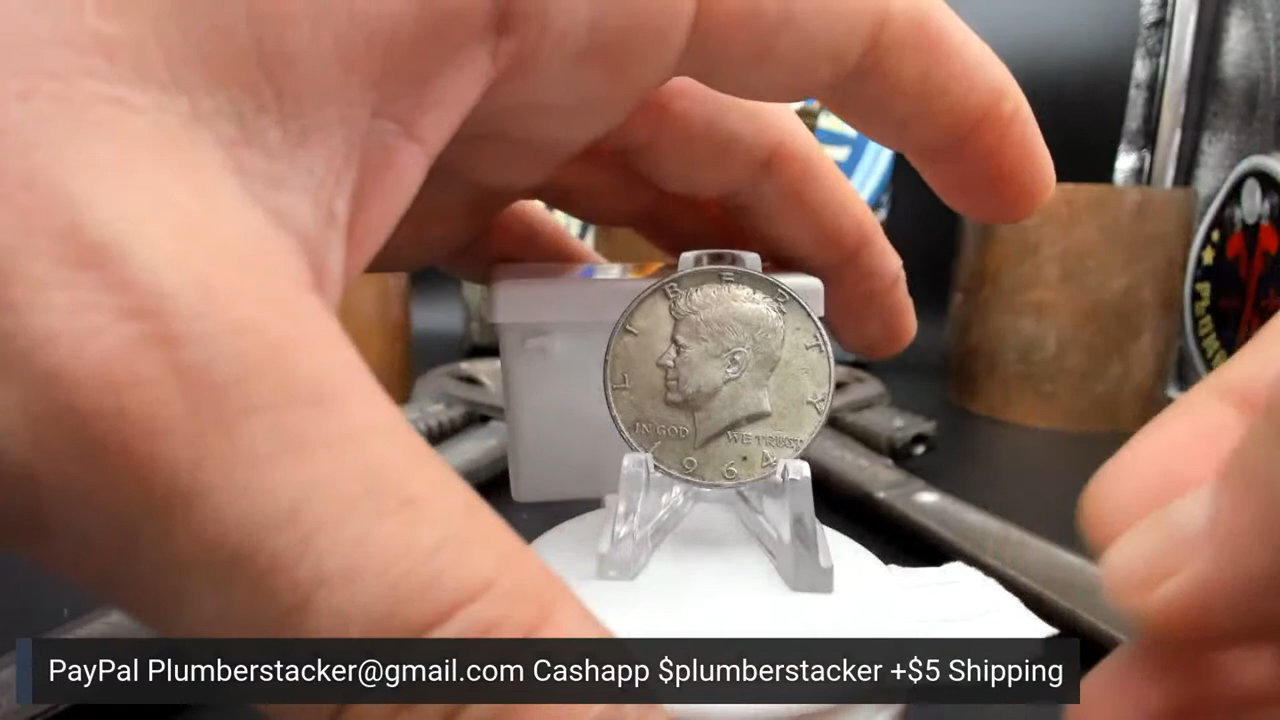 LIBERTY
IN GOD WE TRUST
1964
PayPal Plumberstacker@gmail.com Cashapp $plumberstacker +$5 Shipping